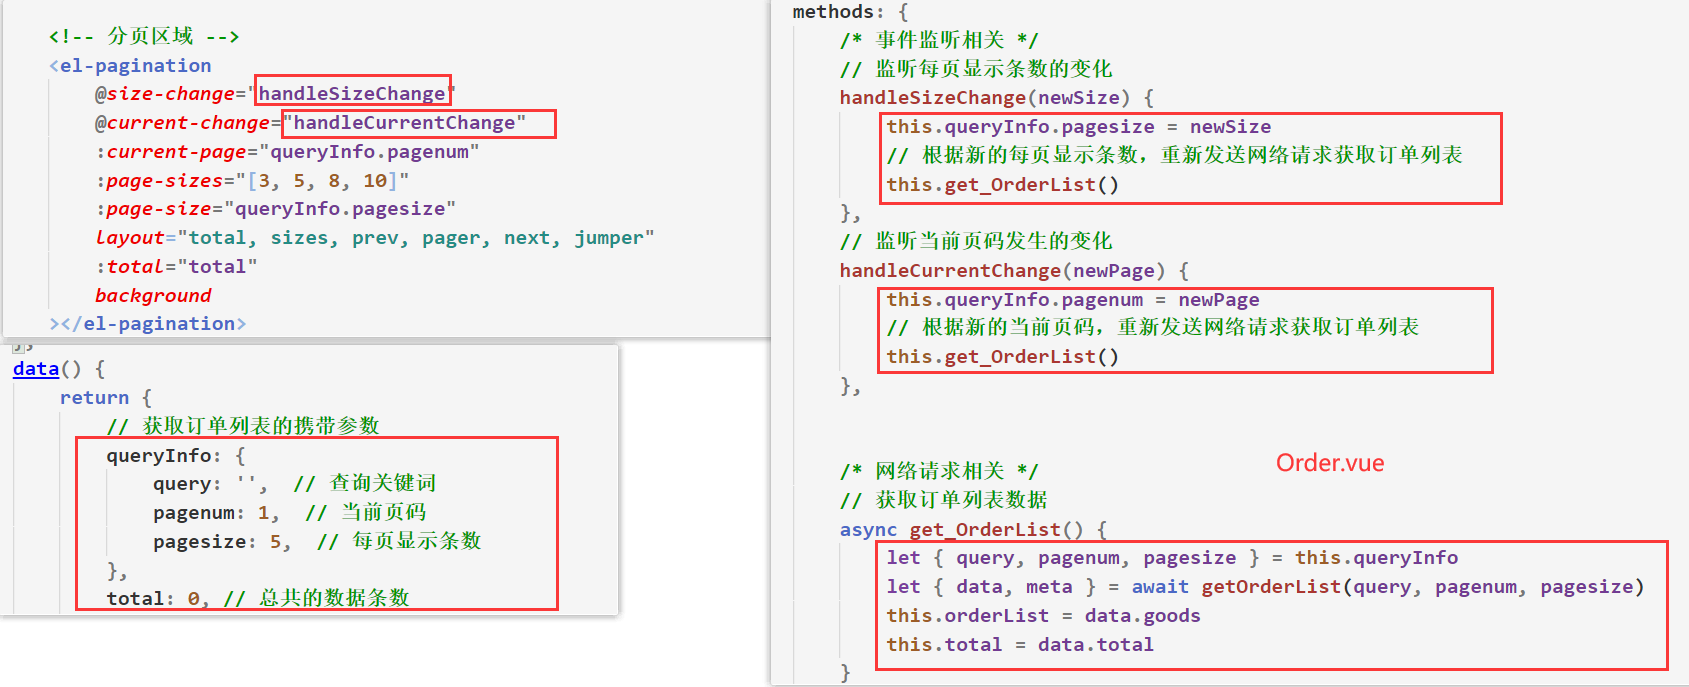 <!-- 分页区域 -->
<el-pagination
@size-change="handleSizeChange"
@current-change="handleCurrentChange"
:current-page="queryInfo.pagenum"
:page-sizes="[3, 5, 8, 10]"
:page-size="queryInfo.pagesize"
layout="total, sizes, prev, pager, next, jumper"
:total="total"
background
></el-pagination>
data() {
return {
// 获取订单列表的携带参数
queryInfo: {
query: '', // 查询关键词
pagenum: 1, // 当前页码
pagesize: 5, // 每页显示条数
},
total: 0, // 总共的数据条数
methods: {
/* 事件监听相关 */
// 监听每页显示条数的变化
handleSizeChange(newSize) {
this.queryInfo.pagesize = newSize
// 根据新的每页显示条数，重新发送网络请求获取订单列表
this.get_OrderList()
},
// 监听当前页码发生的变化
handleCurrentChange(newPage) {
this.queryInfo.pagenum = newPage
// 根据新的当前页码，重新发送网络请求获取订单列表
this.get_OrderList()
},
Order.vue
/* 网络请求相关 */
// 获取订单列表数据
async get_OrderList() {
let { query, pagenum, pagesize } = this.queryInfo
let { data, meta } = await getOrderList(query, pagenum, pagesize)
this.orderList = data.goods
this.total = data.total
}